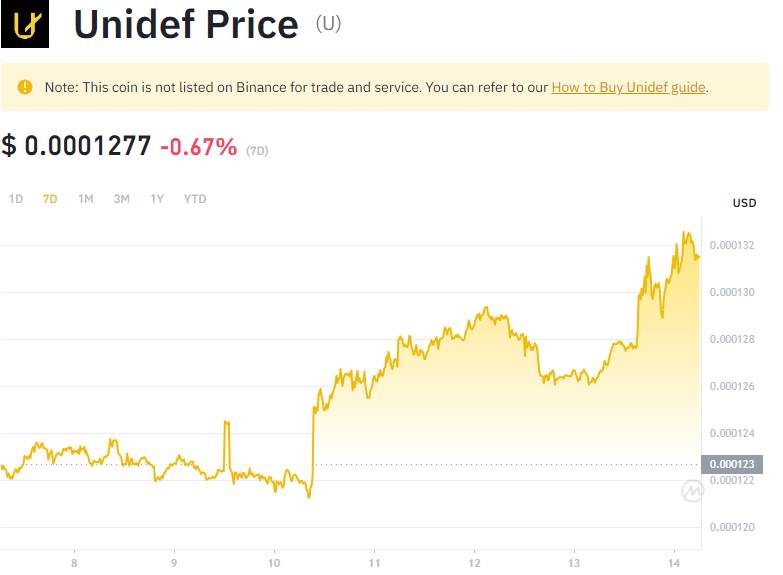 Unidef Price (U)
Note: This coin is not listed on Binance for trade and service. You can refer to our How to Buy Unidef guide.
$ 0.0001277 -0.67% (7D)
1D 7D 1M 3M 1Y YTD
USD
0.000132
0.000130
0.000128
0.000126
0.000124
0.000123
0.000122
0.000120
8 9 10 11 12 13 14